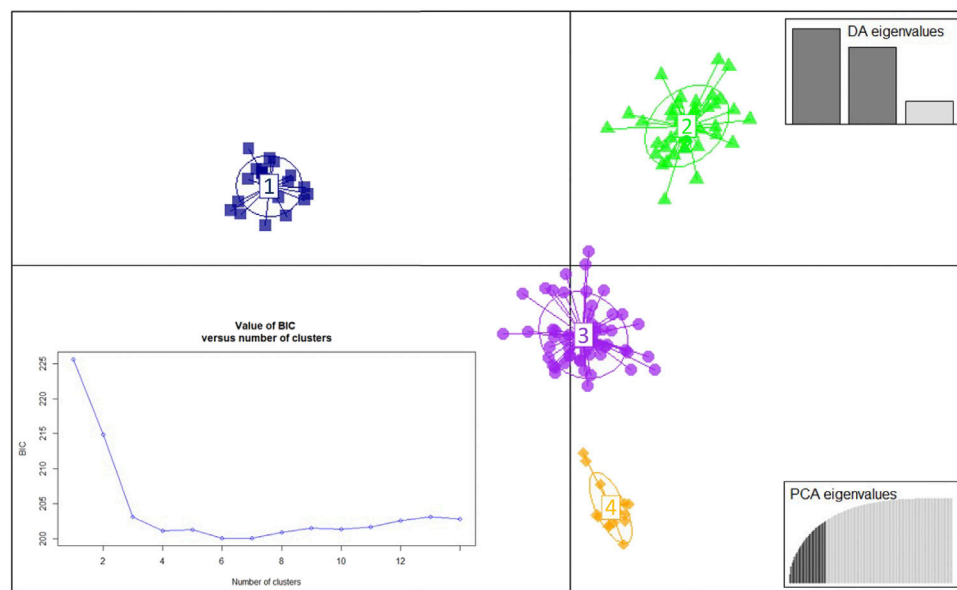 DA eigenvalues
2
1
3
Value of BIC
versus number of clusters
225
220
215
210
205
200
BIC
2 4 6 8 10 12
Number of clusters
4
PCA eigenvalues